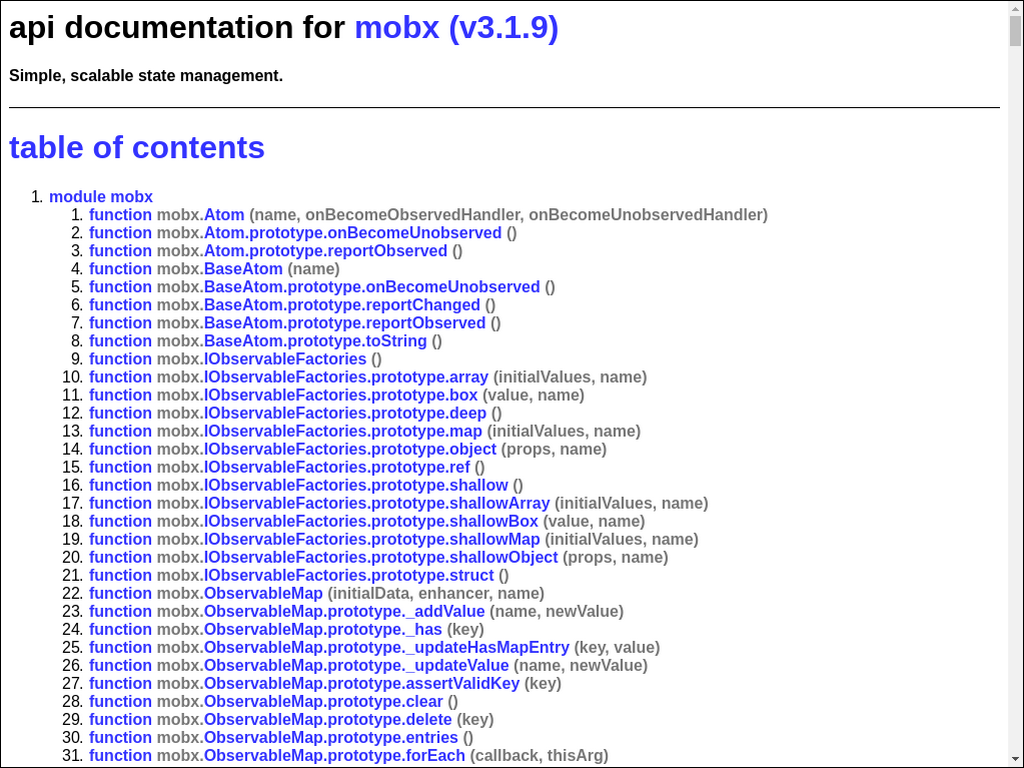 api documentation for mobx (v3.1.9)
Simple, scalable state management.
table of contents
1. module mobx
1. function mobx.Atom (name, onBecomeObservedHandler, onBecomeUnobservedHandler)
2. function mobx.Atom.prototype.onBecomeUnobserved ()
3. function mobx.Atom.prototype.reportObserved ()
4. function mobx.BaseAtom (name)
5. function mobx.BaseAtom.prototype.onBecomeUnobserved ()
6. function mobx.BaseAtom.prototype.reportChanged ()
7. function mobx.BaseAtom.prototype.reportObserved ()
8. function mobx.BaseAtom.prototype.toString ()
9. function mobx.IObservableFactories ()
10. function mobx.IObservableFactories.prototype.array (initialValues, name)
11. function mobx.IObservableFactories.prototype.box (value, name)
12. function mobx.IObservableFactories.prototype.deep ()
13. function mobx.IObservableFactories.prototype.map (initialValues, name)
14. function mobx.IObservableFactories.prototype.object (props, name)
15. function mobx.IObservableFactories.prototype.ref ()
16. function mobx.IObservableFactories.prototype.shallow ()
17. function mobx.IObservableFactories.prototype.shallowArray (initialValues, name)
18. function mobx.IObservableFactories.prototype.shallowBox (value, name)
19. function mobx.IObservableFactories.prototype.shallowMap (initialValues, name)
20. function mobx.IObservableFactories.prototype.shallowObject (props, name)
21. function mobx.IObservableFactories.prototype.struct ()
22. function mobx.ObservableMap (initialData, enhancer, name)
23. function mobx.ObservableMap.prototype._addValue (name, newValue)
24. function mobx.ObservableMap.prototype._has (key)
25. function mobx.ObservableMap.prototype._updateHasMapEntry (key, value)
26. function mobx.ObservableMap.prototype._updateValue (name, newValue)
27. function mobx.ObservableMap.prototype.assertValidKey (key)
28. function mobx.ObservableMap.prototype.clear ()
29. function mobx.ObservableMap.prototype.delete (key)
30. function mobx.ObservableMap.prototype.entries ()
31. function mobx.ObservableMap.prototype.forEach (callback, thisArg)